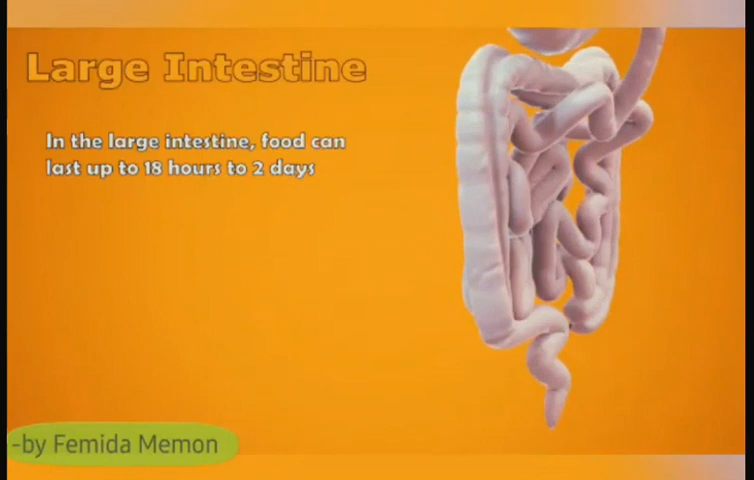 Large Intestine
In the large intestine, food can
last up to 18 hours to 2 days
-by Femida Memon